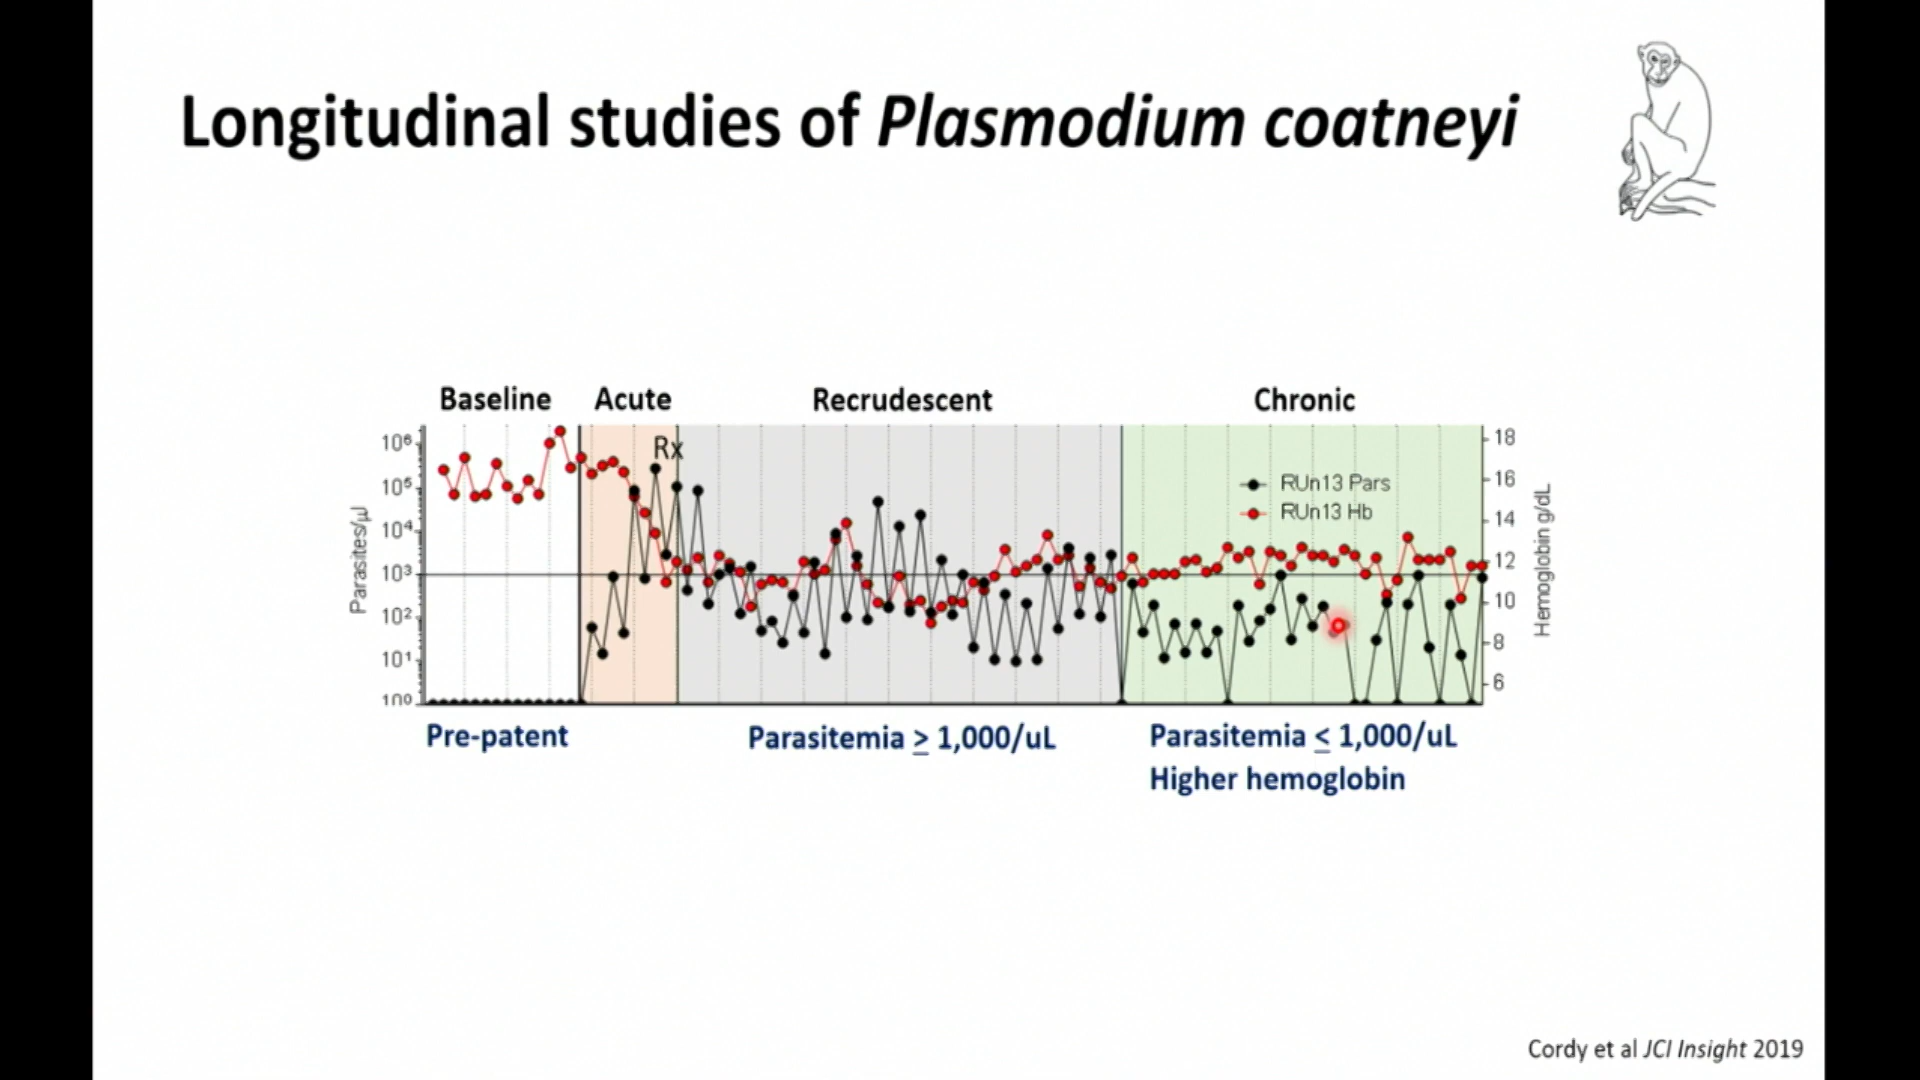 Longitudinal studies of Plasmodium coatneyi
Baseline
Acute
Recrudescent
Chronic
Rx
10⁶
10⁵
10⁴
10³
10²
10¹
10⁰
Parasites/µl
18
16
14
12
10
8
6
Hemoglobin g/dL
RUn13 Pars
RUn13 Hb
Pre-patent
Parasitemia ≥ 1,000/uL
Parasitemia ≤ 1,000/uL
Higher hemoglobin
Cordy et al JCI Insight 2019